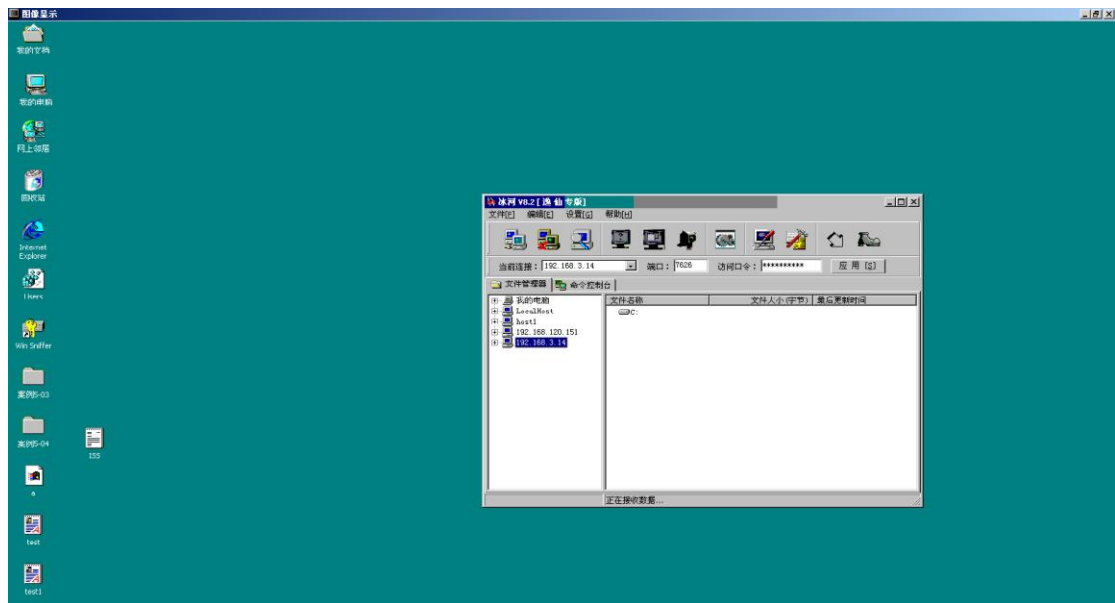 图像显示
我的文档
我的电脑
网上邻居
回收站
Internet
Explorer
Users
Win Sniffer
案例5-03
案例5-04
ISS
a
test
test1
冰河 V8.2 [ 逸 仙 专版]
文件[F] 编辑[E] 设置[G] 帮助[H]
当前连接： 192.168.3.14 端口： 7626 访问口令： ********** 应 用 [S]
文件管理器 命令控制台
我的电脑
LocalHost
host1
192.168.120.151
192.168.3.14
文件名称 文件大小(字节) 最后更新时间
C:
正在接收数据...